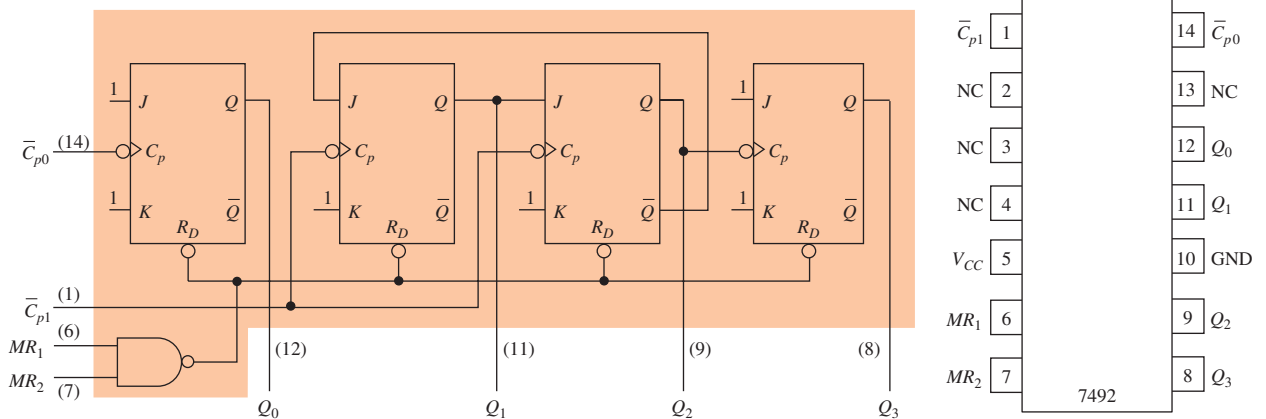 1 1
J Q J Q J Q J Q
C̅p0 (14) Cp Cp Cp Cp
1 K Q̅ 1 K Q̅ 1 K Q̅ 1 K Q̅
RD RD RD RD
C̅p1 (1)
MR1 (6)
MR2 (7)
(12) (11) (9) (8)
Q0 Q1 Q2 Q3
C̅p1 1 14 C̅p0
NC 2 13 NC
NC 3 12 Q0
NC 4 11 Q1
VCC 5 10 GND
MR1 6 9 Q2
MR2 7 8 Q3
7492